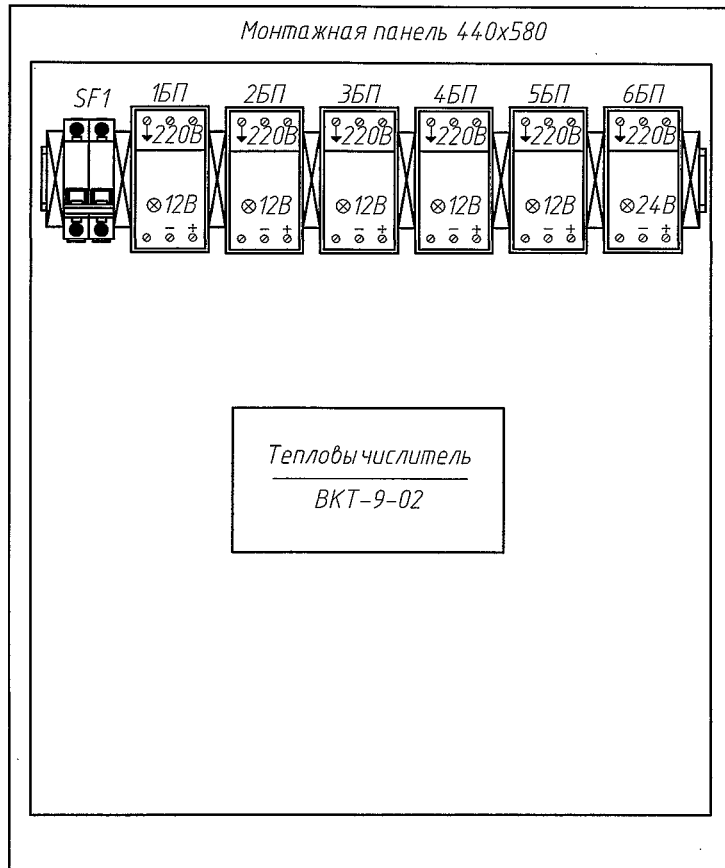 Монтажная панель 440х580
SF1 1БП 2БП 3БП 4БП 5БП 6БП
220В 220В 220В 220В 220В 220В
12В 12В 12В 12В 12В 24В
- + - + - + - + - + - +
Тепловычислитель
ВКТ-9-02